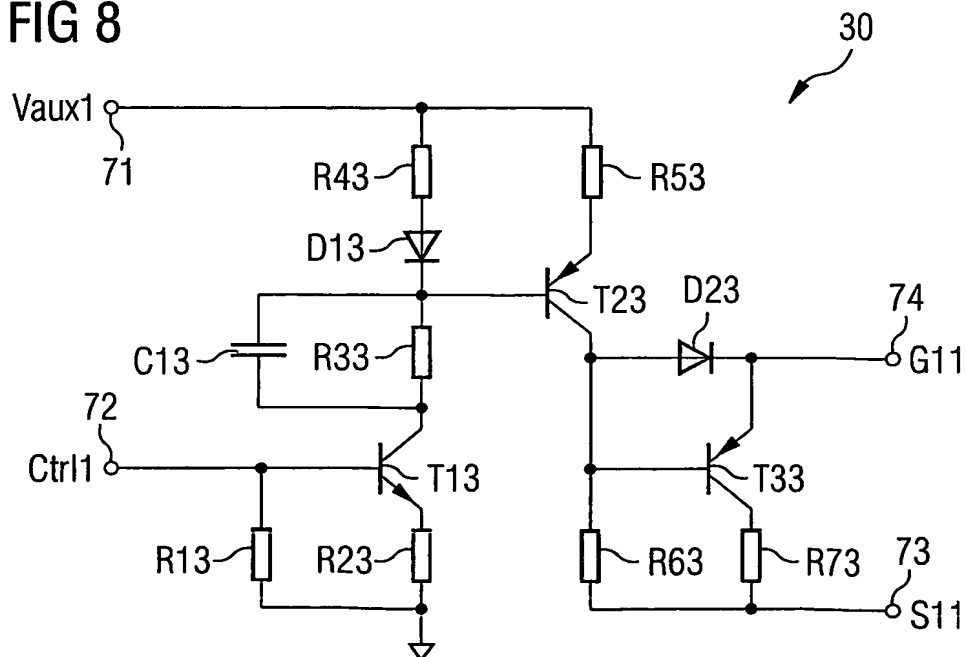 FIG 8
30
Vaux1
71
R43
R53
D13
T23
D23
74
C13
R33
G11
72
Ctrl1
T13
T33
R13
R23
R63
R73
73
S11